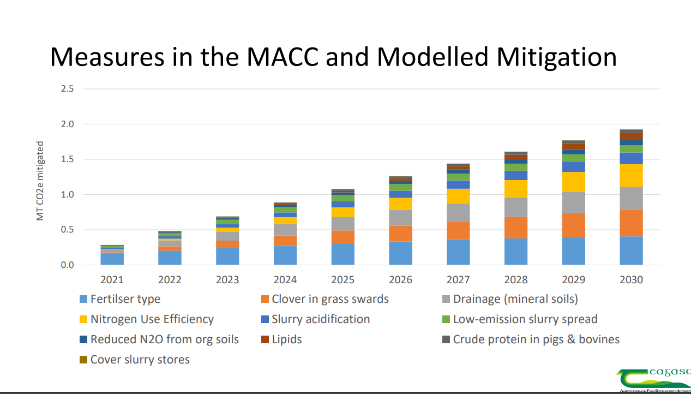 Measures in the MACC and Modelled Mitigation
2.5
2.0
1.5
1.0
0.5
0.0
MT CO2e mitigated
2021 2022 2023 2024 2025 2026 2027 2028 2029 2030
Fertilser type Clover in grass swards Drainage (mineral soils)
Nitrogen Use Efficiency Slurry acidification Low-emission slurry spread
Reduced N2O from org soils Lipids Crude protein in pigs & bovines
Cover slurry stores